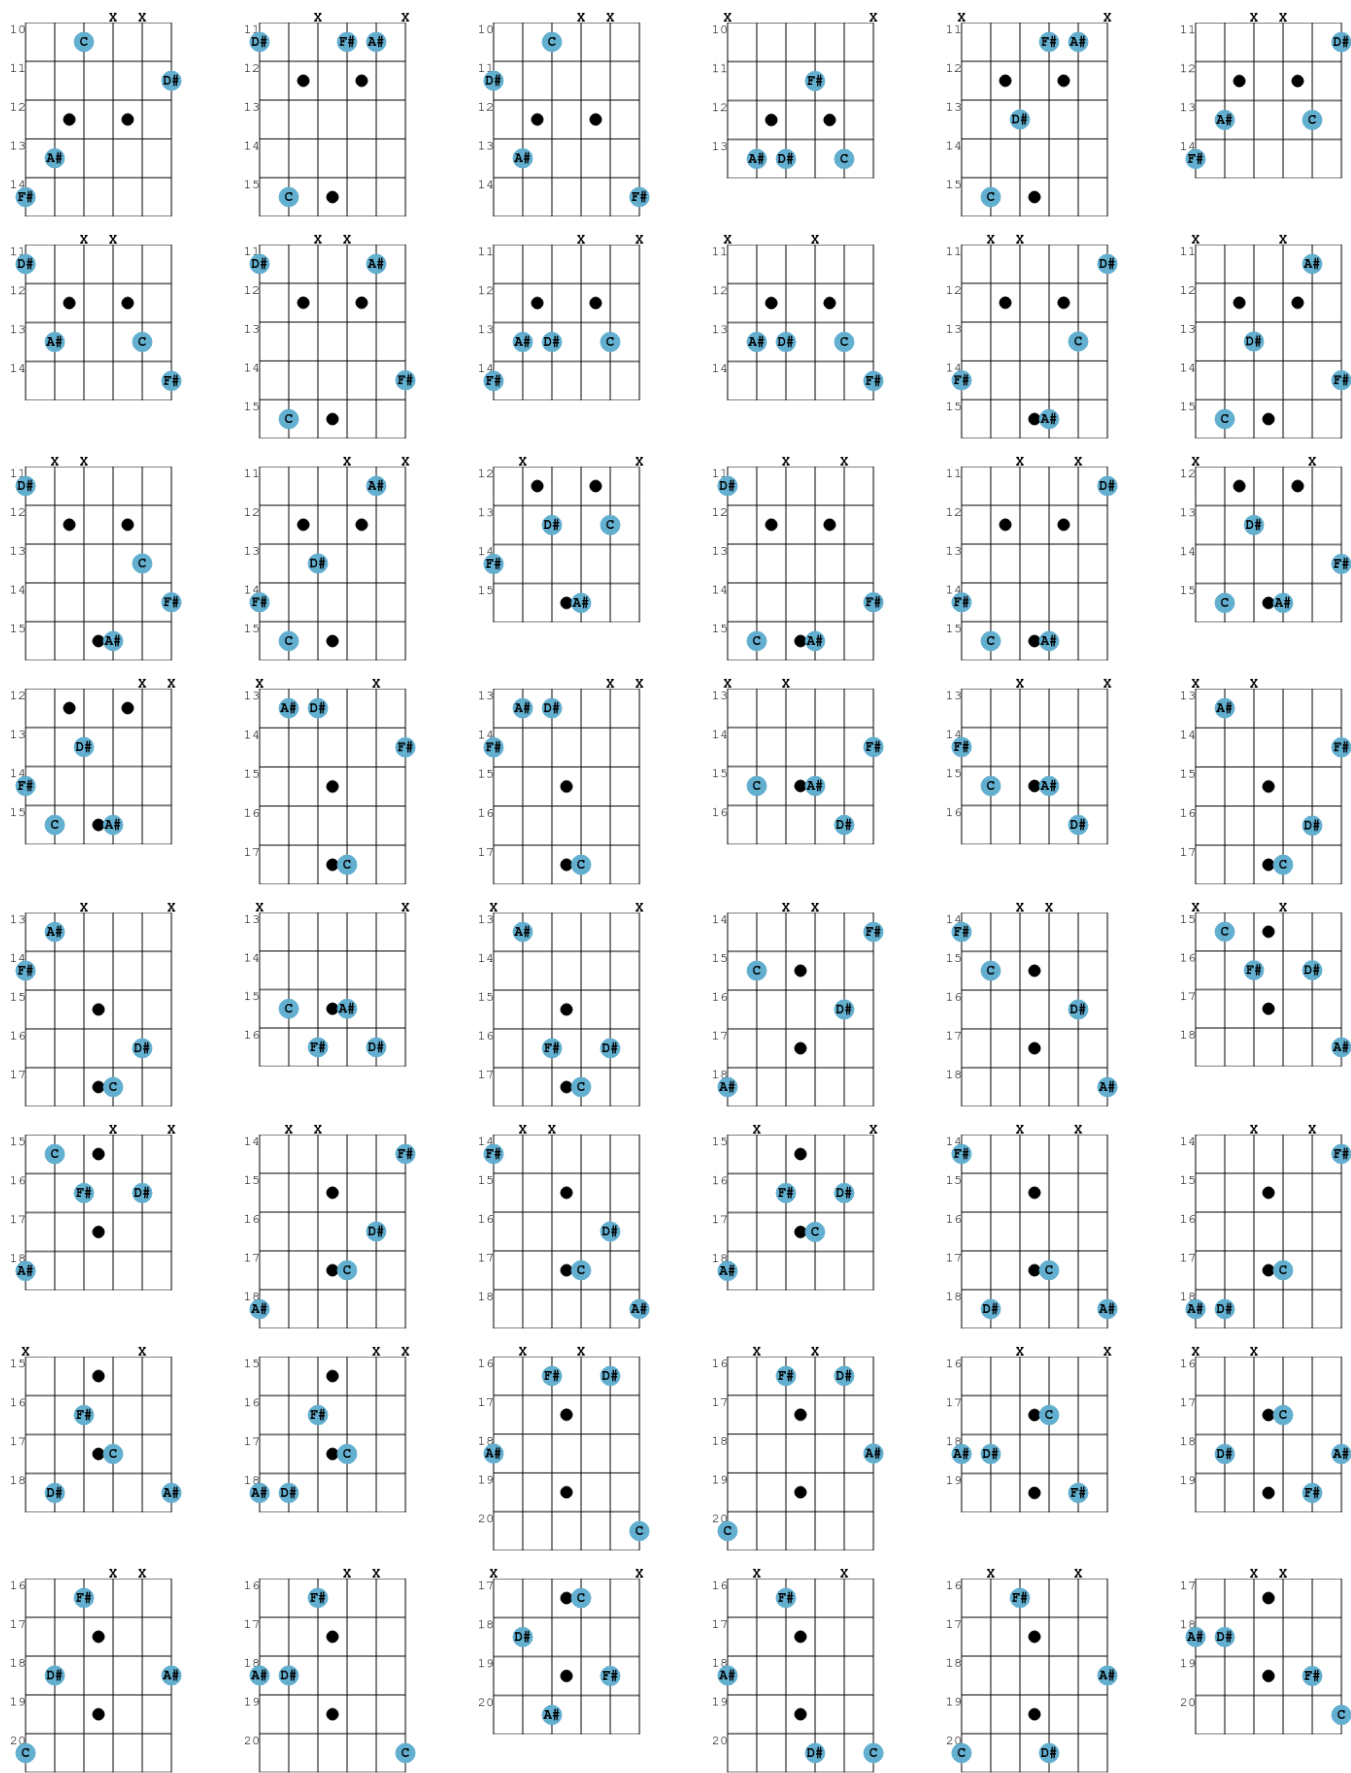 X X
10 C
11 D#
12
13 A#
14 F#
X X
11 D# F# A#
12
13
14
15 C
X X
10 C
11 D#
12
13 A#
14 F#
X X
10
11 F#
12
13 A# D# C
X X
11 F# A#
12
13 D#
14
15 C
X X
11 D#
12
13 A# C
14 F#
X X
11 D#
12
13 A# C
14 F#
X X
11 D# A#
12
13
14 F#
15 C
X X
11
12
13 A# D# C
14 F#
X X
11
12
13 A# D# C
14 F#
X X
11 D#
12
13 C
14 F#
15 A#
X X
11 A#
12
13 D#
14 F#
15 C
X X
11 D#
12
13 C
14 F#
15 A#
X X
11 A#
12
13 D#
14 F#
15 C
X X
12
13 D# C
14 F#
15 A#
X X
11 D#
12
13
14 F#
15 C A#
X X
11 D#
12
13
14 F#
15 C A#
X X
12
13 D#
14 F#
15 C A#
X X
12
13 D#
14 F#
15 C A#
X X
13 A# D#
14 F#
15
16
17 C
X X
13 A# D#
14 F#
15
16
17 C
X X
13
14 F#
15 C A#
16 D#
X X
13
14 F#
15 C A#
16 D#
X X
13 A#
14 F#
15
16 D#
17 C
X X
13 A#
14 F#
15
16 D#
17 C
X X
13
14
15 C A#
16 F# D#
X X
13 A#
14
15
16 F# D#
17 C
X X
14 F#
15 C
16 D#
17
18 A#
X X
14 F#
15 C
16 D#
17
18 A#
X X
15 C
16 F# D#
17
18 A#
X X
15 C
16 F# D#
17
18 A#
X X
14 F#
15
16 D#
17 C
18 A#
X X
14 F#
15
16 D#
17 C
18 A#
X X
15
16 F# D#
17 C
18 A#
X X
14 F#
15
16
17 C
18 D# A#
X X
14 F#
15
16
17 C
18 A# D#
X X
15
16 F#
17 C
18 D# A#
X X
15
16 F#
17 C
18 A# D#
X X
16 F# D#
17
18 A#
19
20 C
X X
16 F# D#
17
18 A#
19
20 C
X X
16
17 C
18 A# D#
19 F#
X X
16
17 C
18 D# A#
19 F#
X X
16 F#
17
18 D# A#
19
20 C
X X
16 F#
17
18 A# D#
19
20 C
X X
17 C
18 D#
19 F#
20 A#
X X
16 F#
17
18 A#
19
20 D# C
X X
16 F#
17
18 A#
19
20 C D#
X X
17
18 A# D#
19 F#
20 C